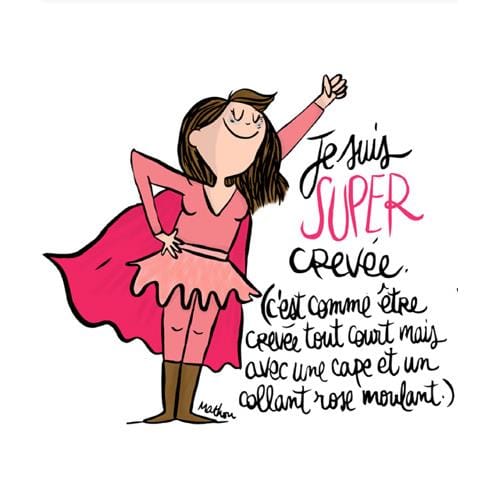 Je suis
SUPER
crevée.
(c'est comme être
crevée tout court mais
avec une cape et un
collant rose moulant.)
Mathou